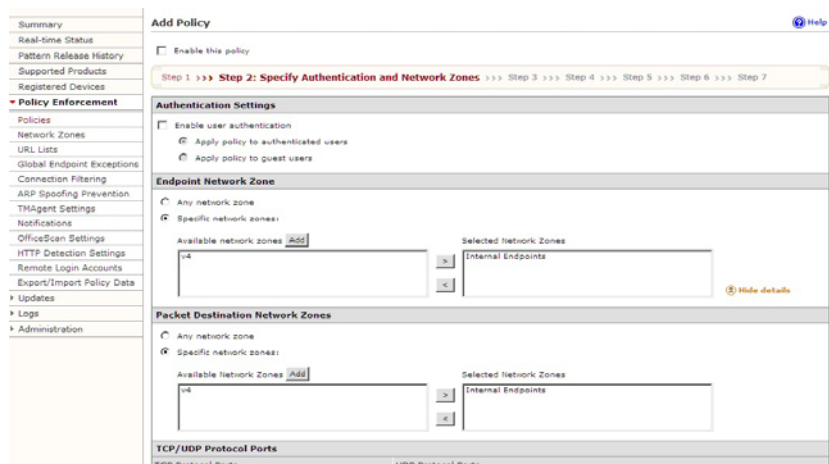 Summary
Real-time Status
Pattern Release History
Supported Products
Registered Devices
Policy Enforcement
Policies
Network Zones
URL Lists
Global Endpoint Exceptions
Connection Filtering
ARP Spoofing Prevention
TMAgent Settings
Notifications
OfficeScan Settings
HTTP Detection Settings
Remote Login Accounts
Export/Import Policy Data
Updates
Logs
Administration
Add Policy
Help
Enable this policy
Step 1 >>> Step 2: Specify Authentication and Network Zones >>> Step 3 >>> Step 4 >>> Step 5 >>> Step 6 >>> Step 7
Authentication Settings
Enable user authentication
Apply policy to authenticated users
Apply policy to guest users
Endpoint Network Zone
Any network zone
Specific network zones:
Available network zones Add Selected Network Zones
v4 > Internal Endpoints
<
Hide details
Packet Destination Network Zones
Any network zone
Specific network zones:
Available Network Zones Add Selected Network Zones
v4 > Internal Endpoints
<
TCP/UDP Protocol Ports
TCP Protocol Ports UDP Protocol Ports